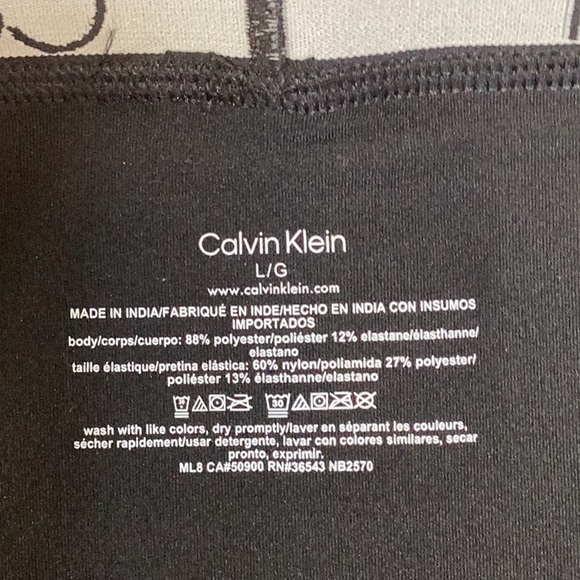 Calvin Klein
L/G
www.calvinklein.com
MADE IN INDIA/FABRIQUÉ EN INDE/HECHO EN INDIA CON INSUMOS
IMPORTADOS
body/corps/cuerpo: 88% polyester/poliéster 12% elastane/élasthanne/
elastano
taille élastique/pretina elástica: 60% nylon/poliamida 27% polyester/
poliéster 13% élasthanne/elastano
30
wash with like colors, dry promptly/laver en séparant les couleurs,
sécher rapidement/usar detergente, lavar con colores similares, secar
pronto, exprimir.
ML8 CA#50900 RN#36543 NB2570